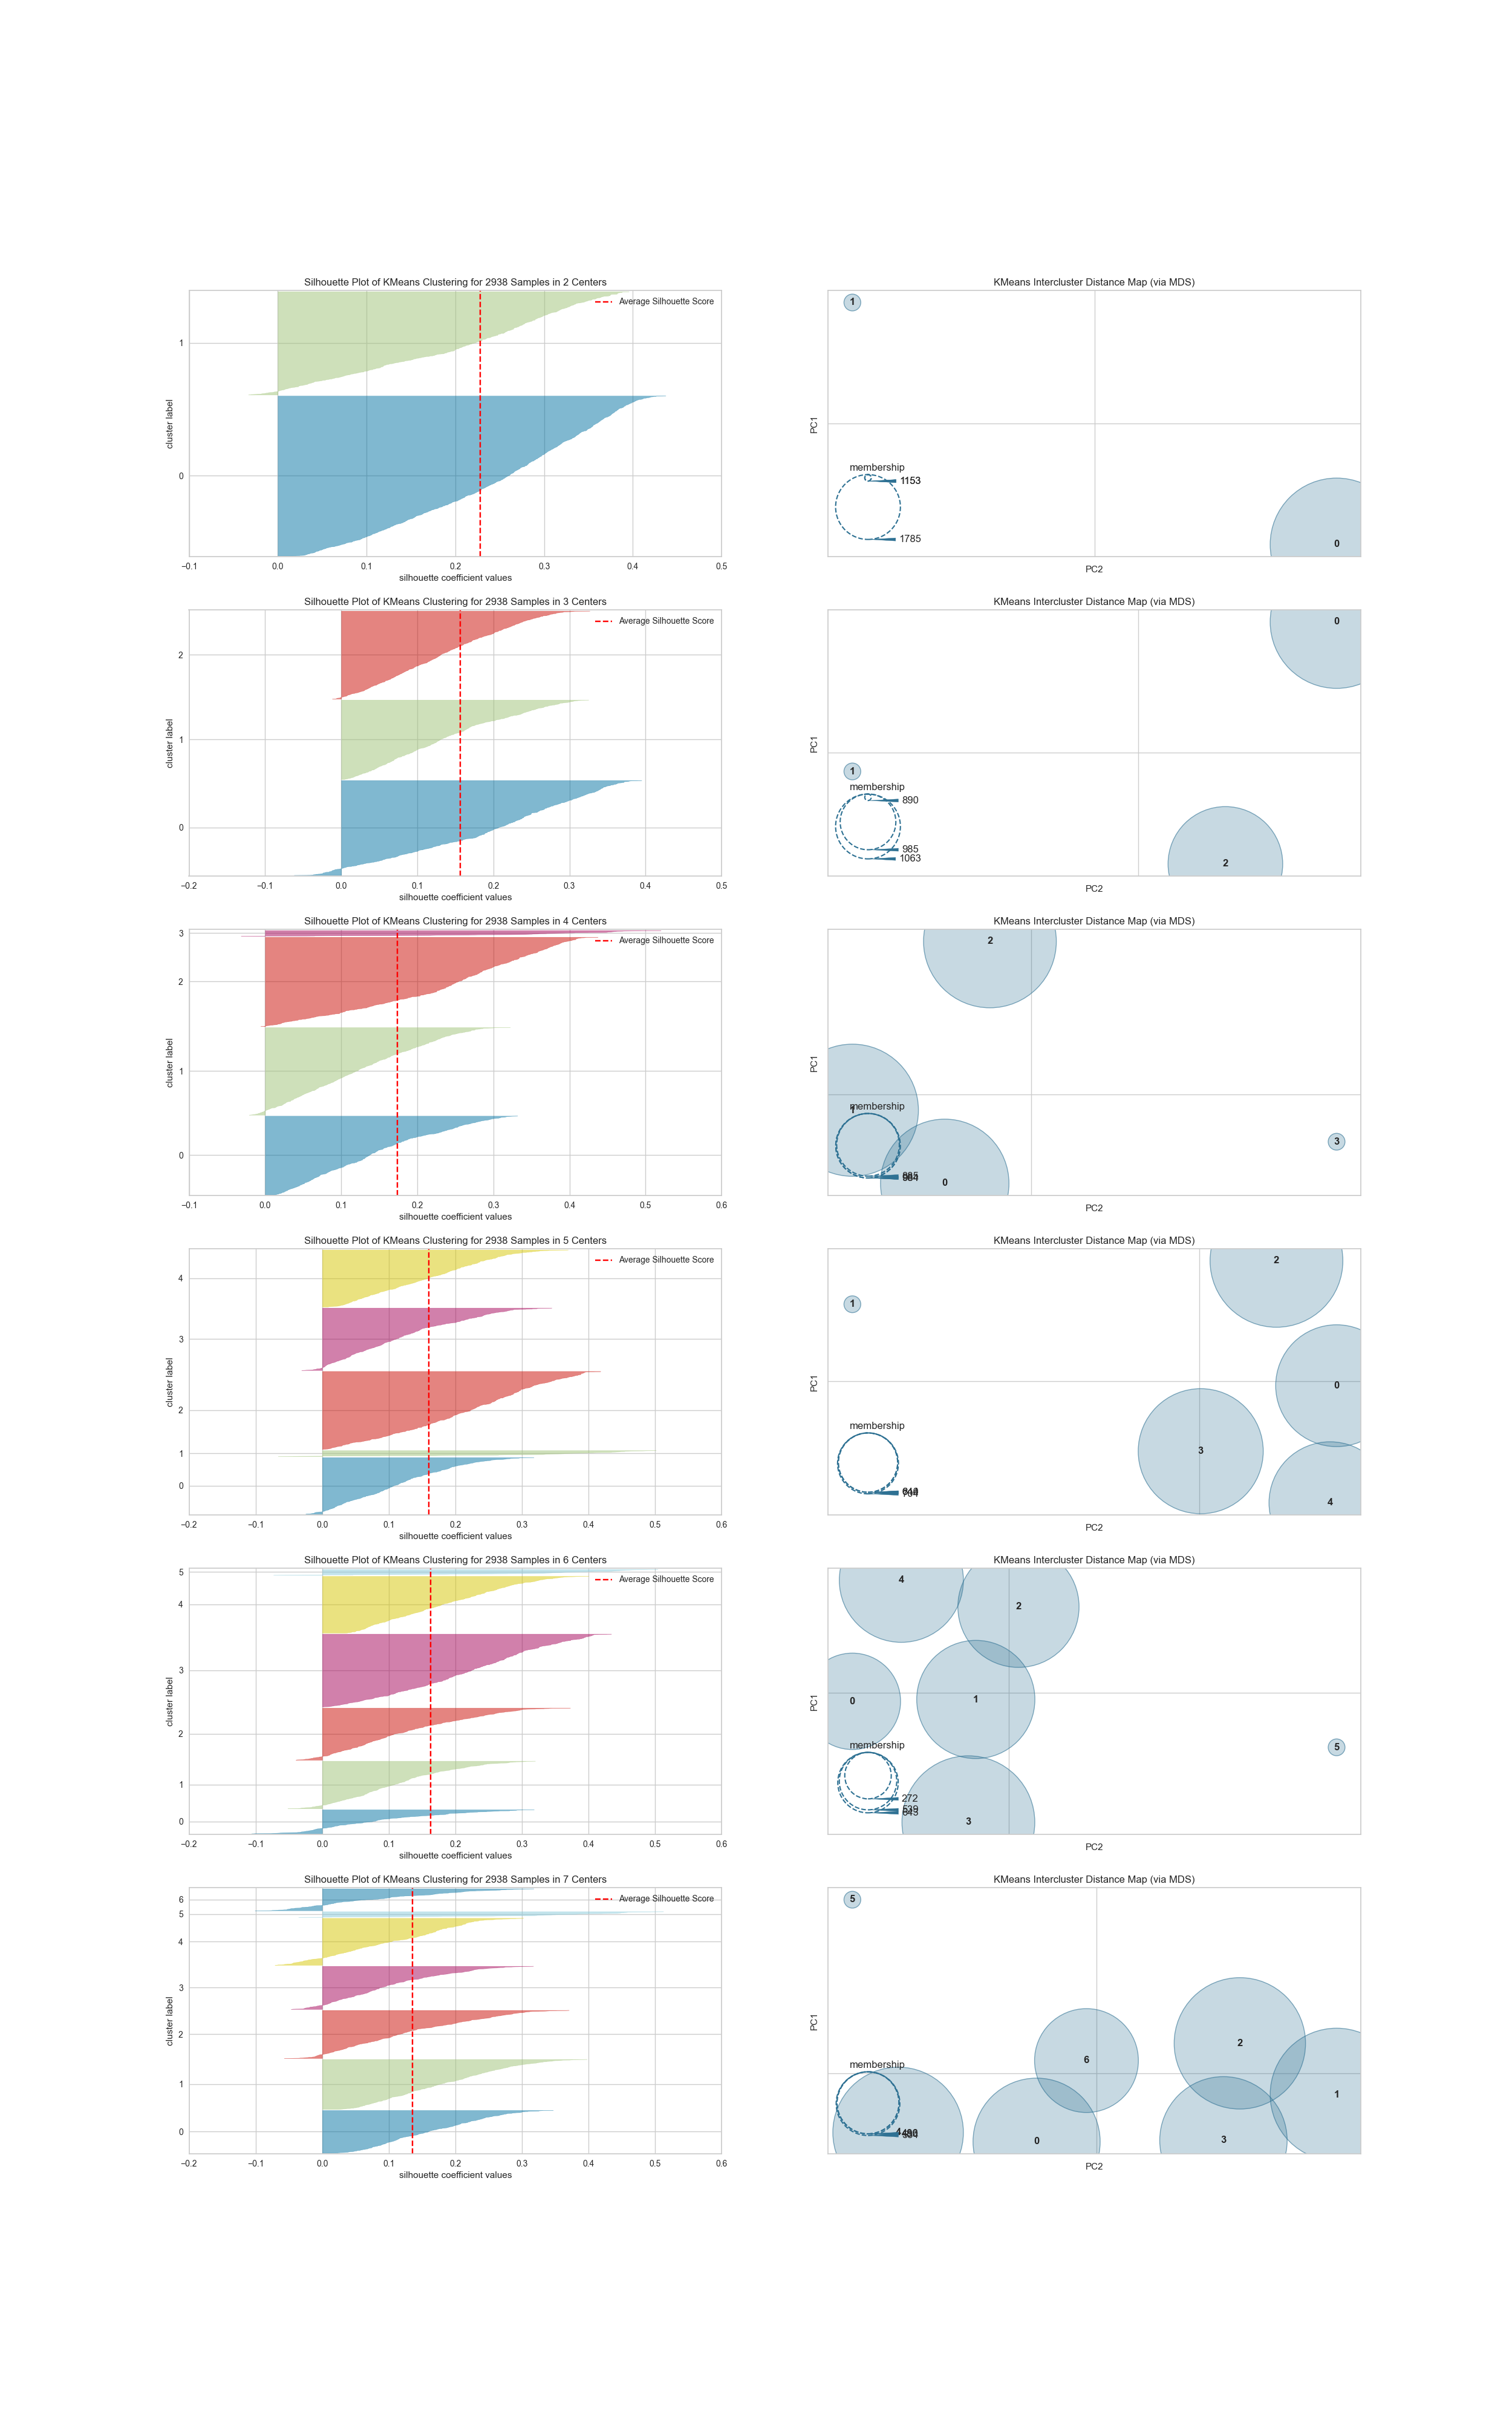 Silhouette Plot of KMeans Clustering for 2938 Samples in 2 Centers
Average Silhouette Score
cluster label
1
0
−0.1 0.0 0.1 0.2 0.3 0.4 0.5
silhouette coefficient values
KMeans Intercluster Distance Map (via MDS)
1
PC1
membership
1153
1785
0
PC2
Silhouette Plot of KMeans Clustering for 2938 Samples in 3 Centers
Average Silhouette Score
cluster label
2
1
0
−0.2 −0.1 0.0 0.1 0.2 0.3 0.4 0.5
silhouette coefficient values
KMeans Intercluster Distance Map (via MDS)
0
PC1
1
membership
890
985
1063
2
PC2
Silhouette Plot of KMeans Clustering for 2938 Samples in 4 Centers
Average Silhouette Score
cluster label
3
2
1
0
−0.1 0.0 0.1 0.2 0.3 0.4 0.5 0.6
silhouette coefficient values
KMeans Intercluster Distance Map (via MDS)
2
PC1
1
membership
3
0
PC2
Silhouette Plot of KMeans Clustering for 2938 Samples in 5 Centers
Average Silhouette Score
cluster label
4
3
2
1
0
−0.2 −0.1 0.0 0.1 0.2 0.3 0.4 0.5 0.6
silhouette coefficient values
KMeans Intercluster Distance Map (via MDS)
2
1
PC1
0
membership
3
4
PC2
Silhouette Plot of KMeans Clustering for 2938 Samples in 6 Centers
Average Silhouette Score
cluster label
5
4
3
2
1
0
−0.2 −0.1 0.0 0.1 0.2 0.3 0.4 0.5 0.6
silhouette coefficient values
KMeans Intercluster Distance Map (via MDS)
4
2
PC1
0
1
membership
5
272
3
PC2
Silhouette Plot of KMeans Clustering for 2938 Samples in 7 Centers
Average Silhouette Score
cluster label
6
5
4
3
2
1
0
−0.2 −0.1 0.0 0.1 0.2 0.3 0.4 0.5 0.6
silhouette coefficient values
KMeans Intercluster Distance Map (via MDS)
5
PC1
2
6
membership
1
4
0
3
PC2